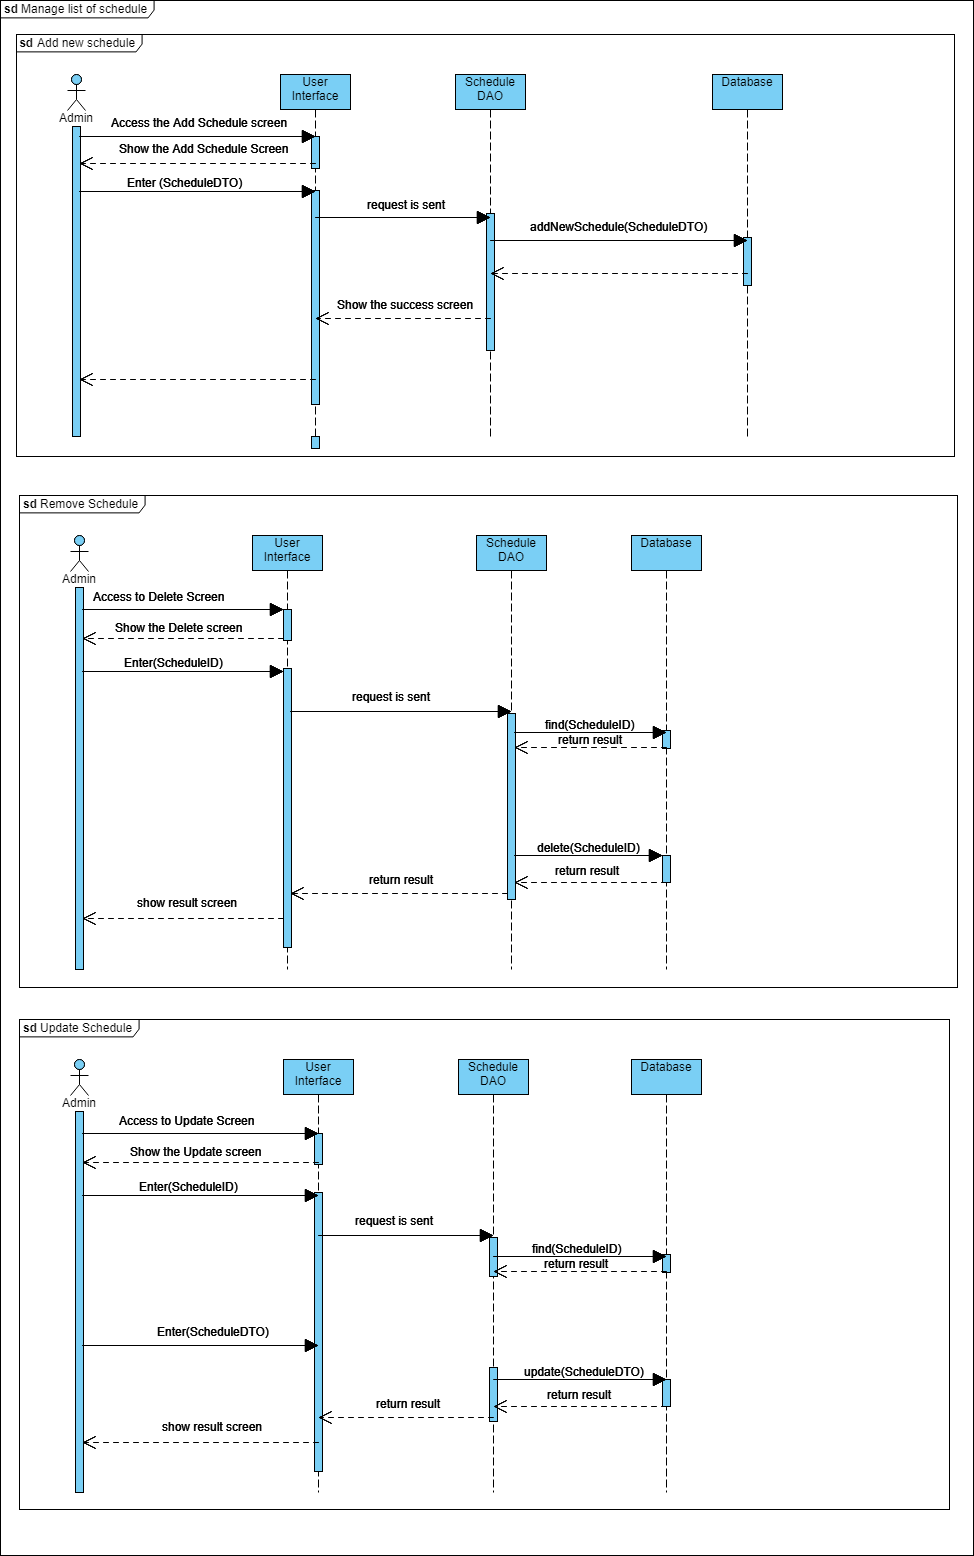 sd Manage list of schedule
sd Add new schedule
User
Interface
Schedule
DAO
Database
Admin
Access the Add Schedule screen
Show the Add Schedule Screen
Enter (ScheduleDTO)
request is sent
addNewSchedule(ScheduleDTO)
Show the success screen
sd Remove Schedule
User
Interface
Schedule
DAO
Database
Admin
Access to Delete Screen
Show the Delete screen
Enter(ScheduleID)
request is sent
find(ScheduleID)
return result
delete(ScheduleID)
return result
return result
show result screen
sd Update Schedule
User
Interface
Schedule
DAO
Database
Admin
Access to Update Screen
Show the Update screen
Enter(ScheduleID)
request is sent
find(ScheduleID)
return result
Enter(ScheduleDTO)
update(ScheduleDTO)
return result
return result
show result screen